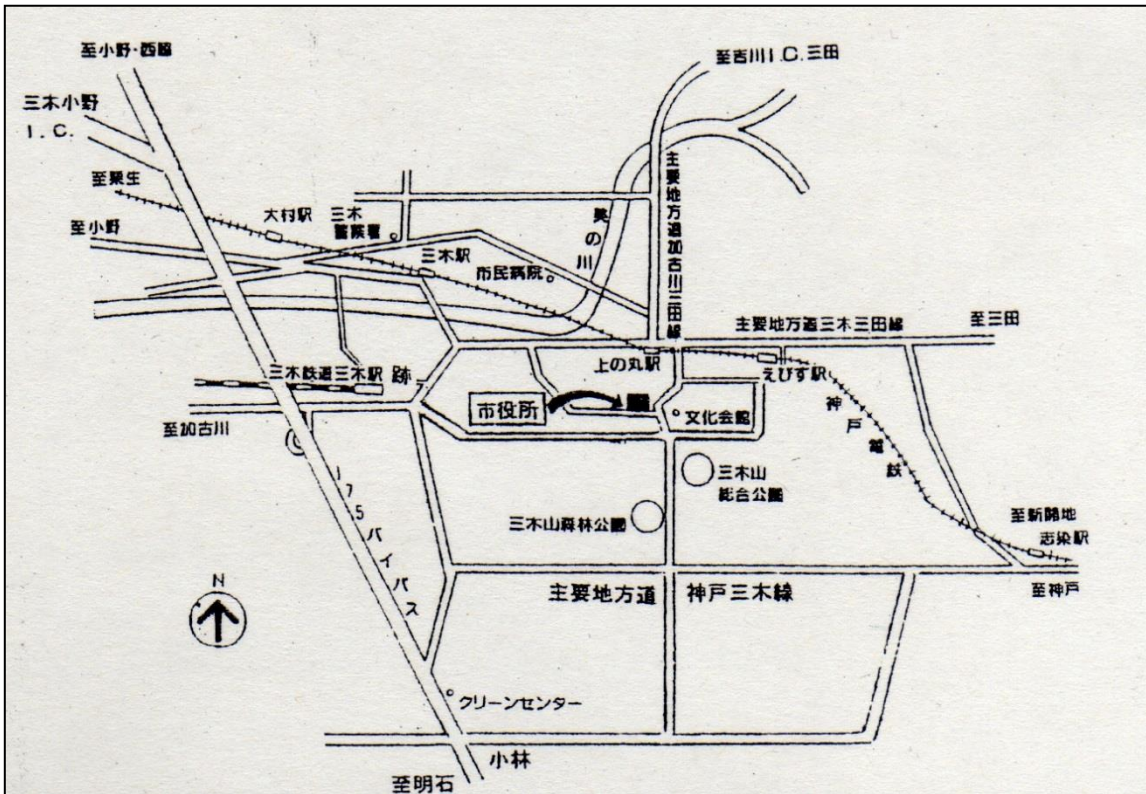 至小野・西脇
至吉川I.C.三田
三木小野
I.C.
至粟生
大村駅
三木
警察署
至小野
三木駅
市民病院
美の川
主要地方道加古川三田線
主要地方道三木三田線
至三田
上の丸駅
えびす駅
三木鉄道三木駅 跡
市役所
文化会館
至加古川
神戸電鉄
三木山
総合公園
三木山森林公園
175バイパス
至新開地
志染駅
N
主要地方道 神戸三木線
至神戸
クリーンセンター
小林
至明石